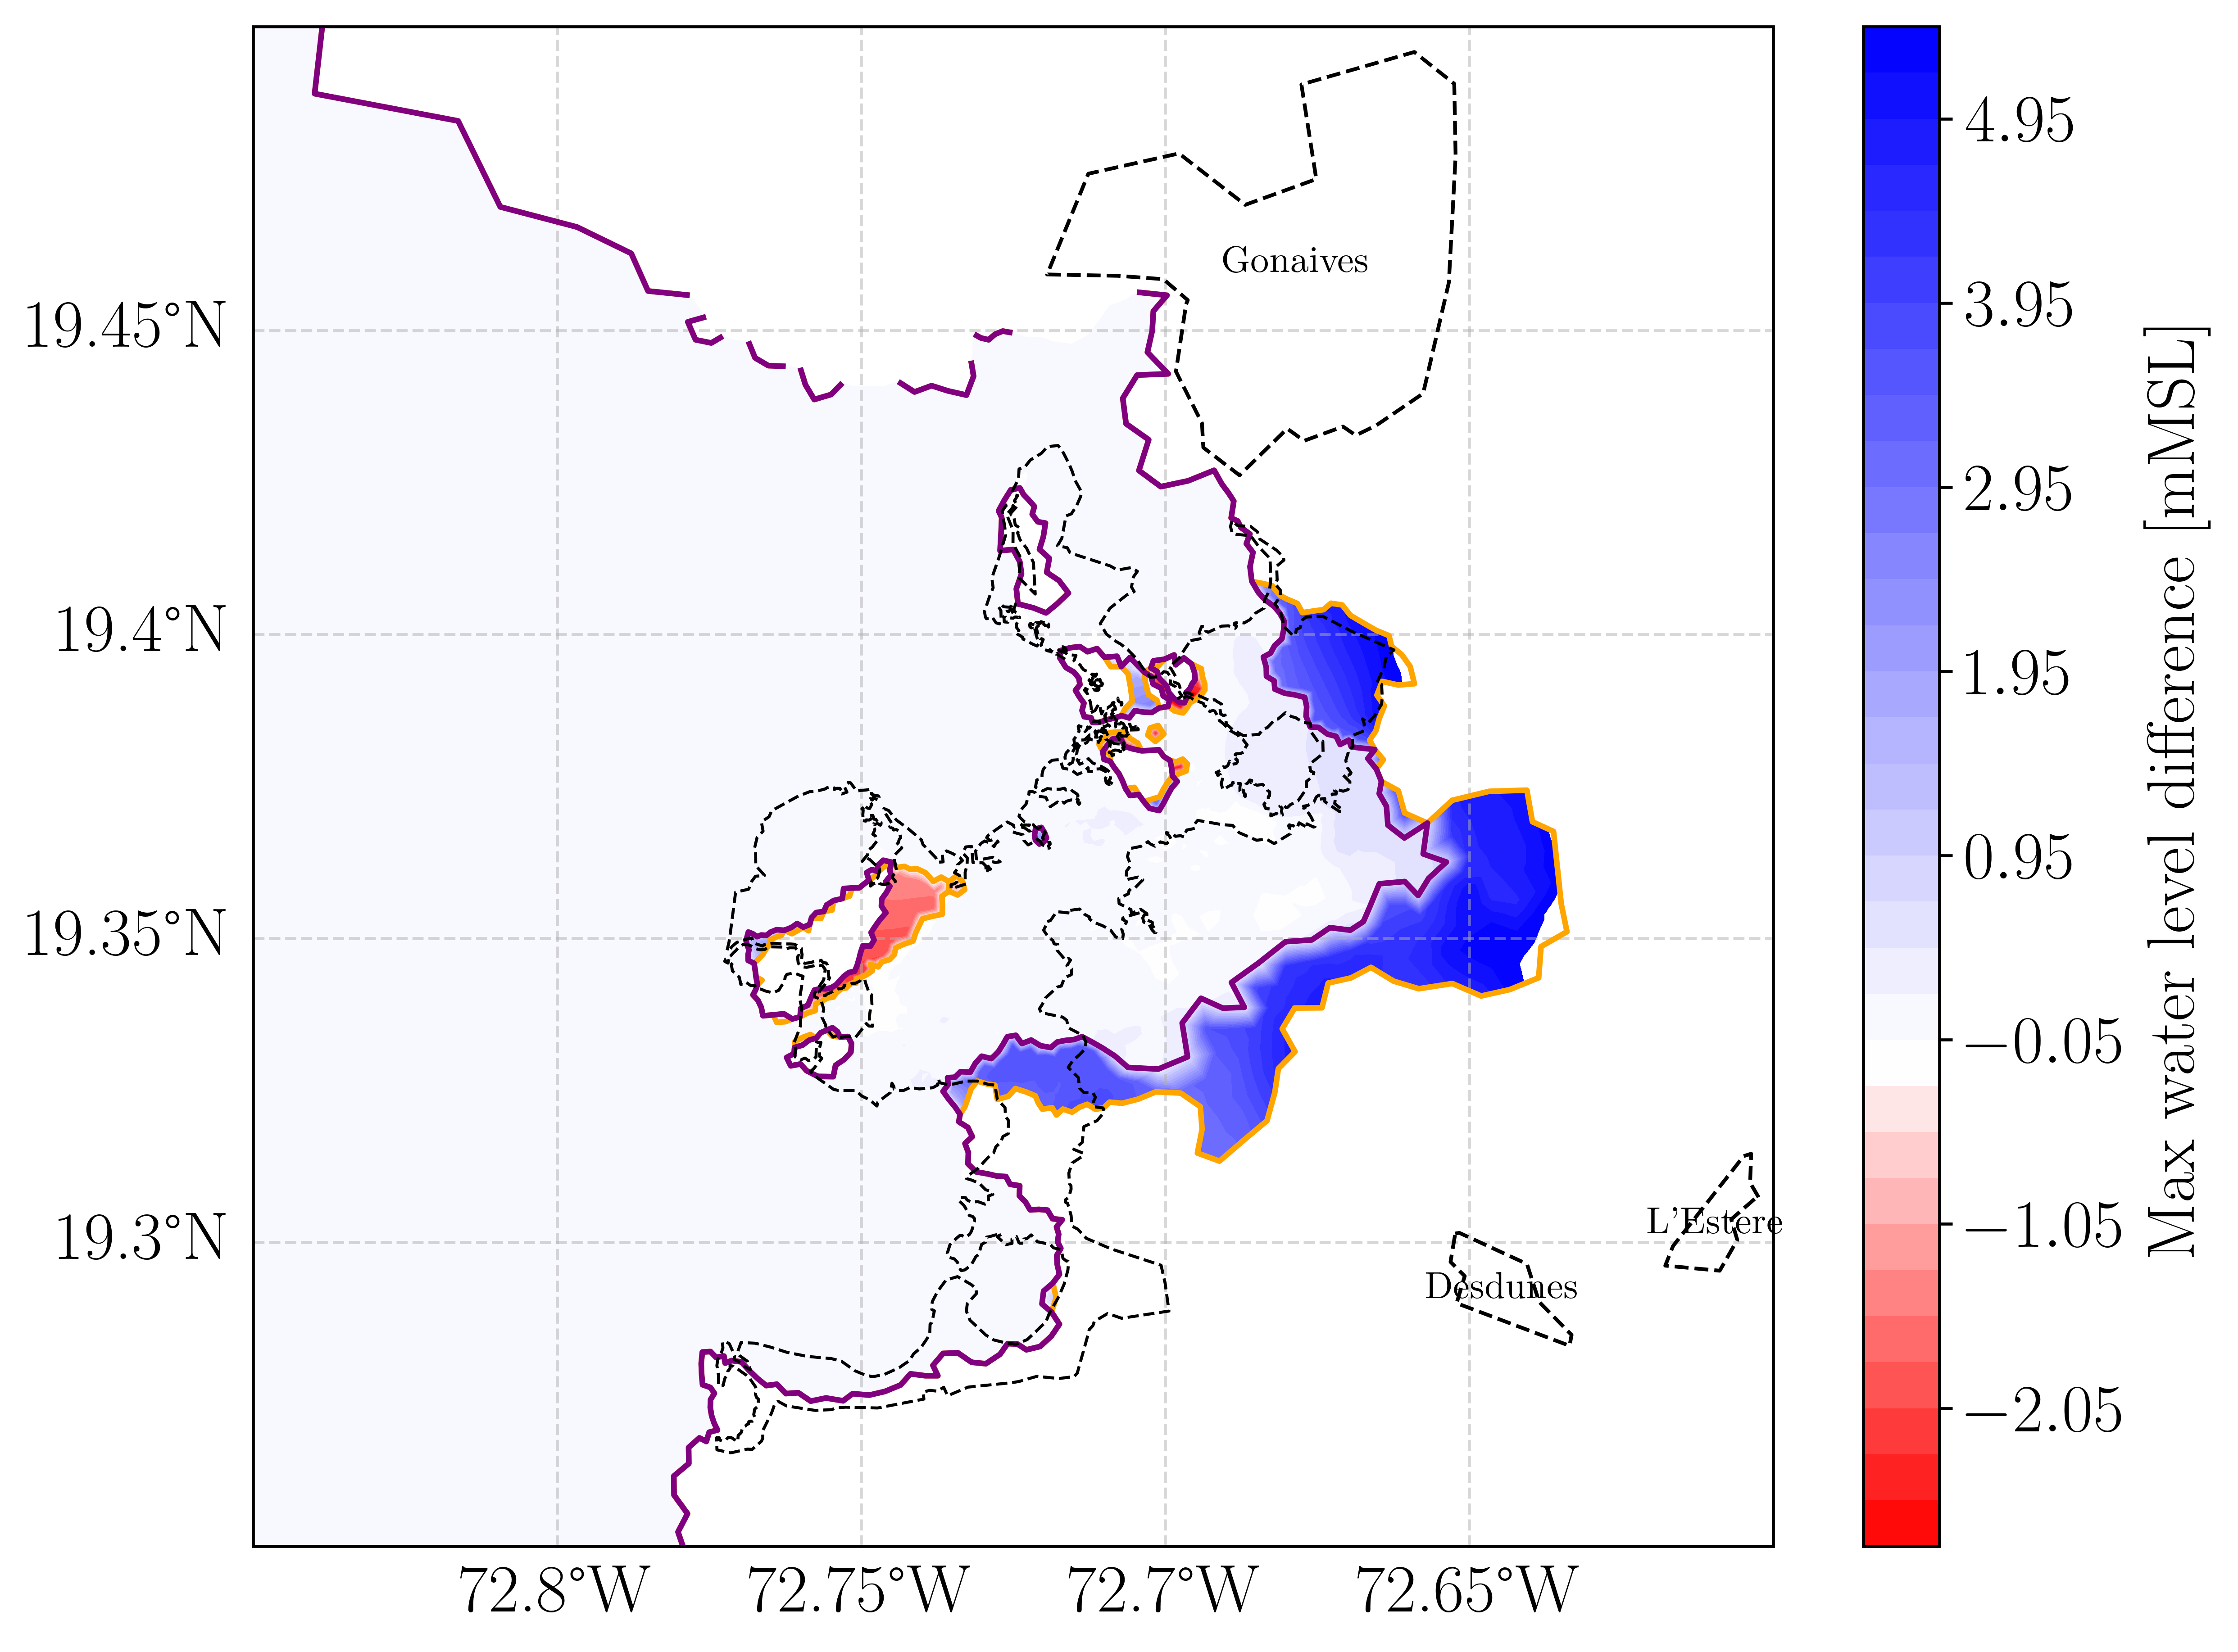 Gonaives
L'Estere
Desdunes
19.45°N
19.4°N
19.35°N
19.3°N
72.8°W
72.75°W
72.7°W
72.65°W
4.95
3.95
2.95
1.95
0.95
−0.05
−1.05
−2.05
Max water level difference [mMSL]